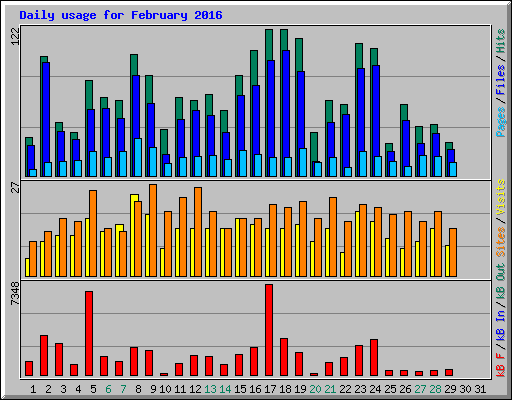 Daily usage for February 2016
122
Pages / Files / Hits
27
Sites / Visits
7348
kB F / kB In / kB Out
1 2 3 4 5 6 7 8 9 10 11 12 13 14 15 16 17 18 19 20 21 22 23 24 25 26 27 28 29 30 31